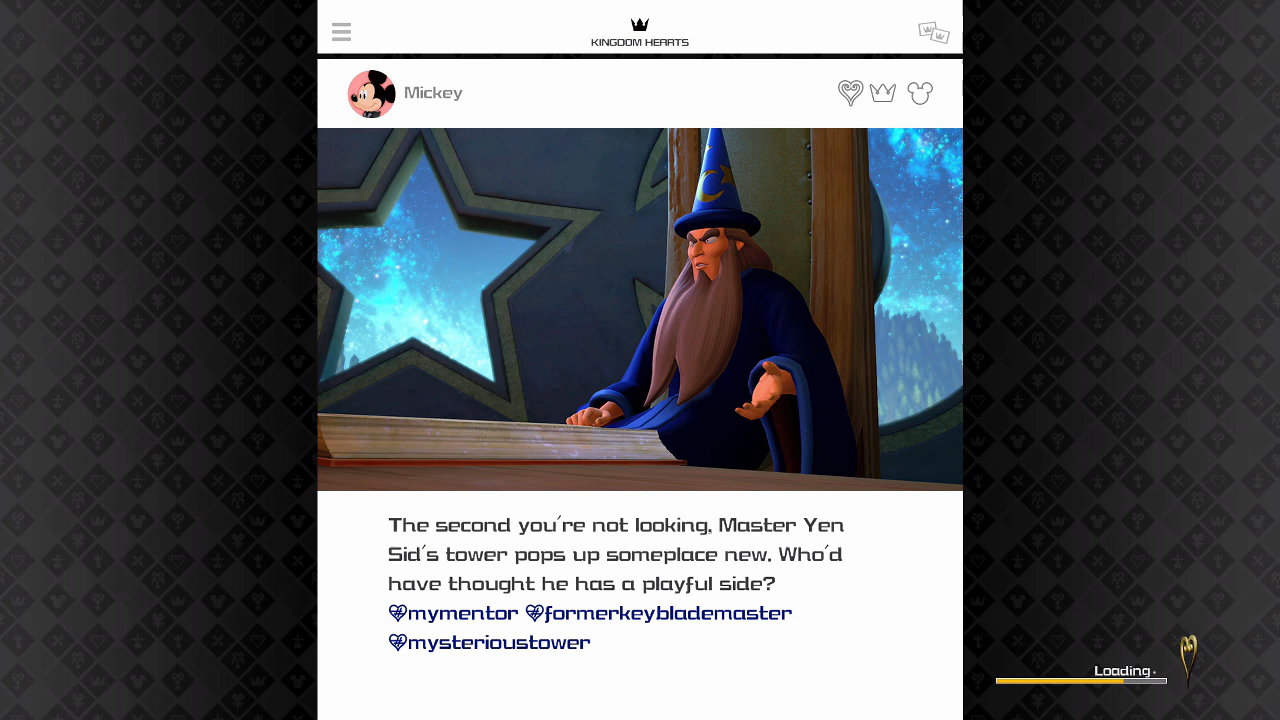 KINGDOM HEARTS
Mickey
The second you're not looking, Master Yen
Sid's tower pops up someplace new. Who'd
have thought he has a playful side?
#mymentor #formerkeyblademaster
#mysterioustower
Loading.